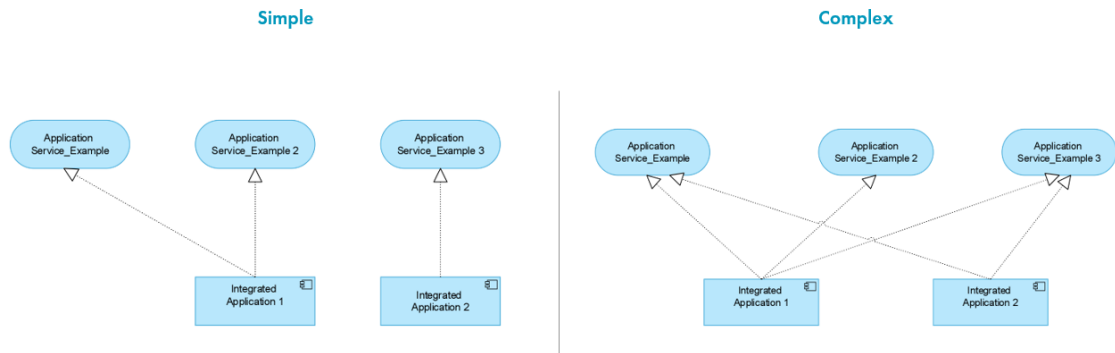 Simple
Complex
Application
Service_Example
Application
Service_Example 2
Application
Service_Example 3
Integrated
Application 1
Integrated
Application 2
Application
Service_Example
Application
Service_Example 2
Application
Service_Example 3
Integrated
Application 1
Integrated
Application 2